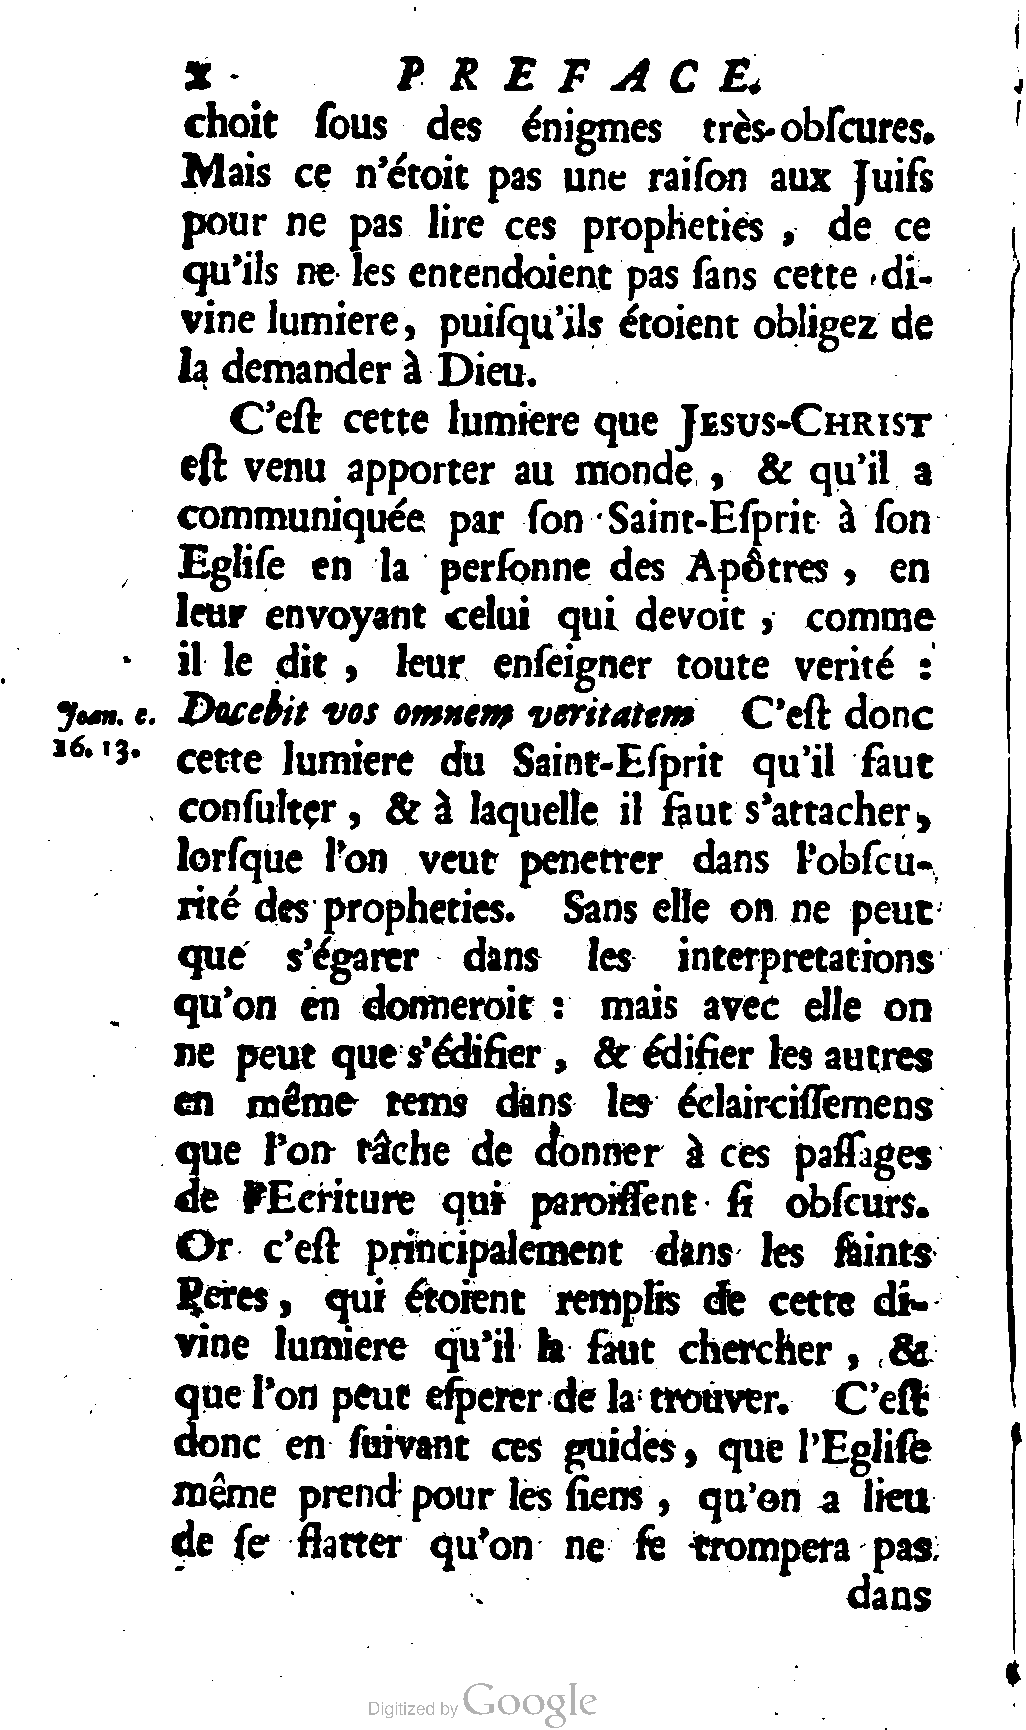 x PREFACE.
choit ſous des énigmes très-obſcures.
Mais ce n'étoit pas une raiſon aux Juifs
pour ne pas lire ces propheties, de ce
qu'ils ne les entendoient pas ſans cette di-
vine lumiere, puiſqu'ils étoient obligez de
la demander à Dieu.
C'eſt cette lumiere que JESUS-CHRIST
eſt venu apporter au monde, & qu'il a
communiquée par ſon Saint-Eſprit à ſon
Egliſe en la perſonne des Apôtres, en
leur envoyant celui qui devoit, comme
il le dit, leur enſeigner toute verité :
Joan. c.
16. 13.
Docebit vos omnem veritatem C'eſt donc
cette lumiere du Saint-Eſprit qu'il faut
conſulter, & à laquelle il faut s'attacher,
lorſque l'on veut penetrer dans l'obſcu-
rité des propheties. Sans elle on ne peut
que s'égarer dans les interpretations
qu'on en donneroit : mais avec elle on
ne peut que s'édifier, & édifier les autres
en même tems dans les éclairciſſemens
que l'on tâche de donner à ces paſſages
de l'Ecriture qui paroiſſent ſi obſcurs.
Or c'eſt principalement dans les ſaints
Peres, qui étoient remplis de cette di-
vine lumiere qu'il la faut chercher, &
que l'on peut eſperer de la trouver. C'eſt
donc en ſuivant ces guides, que l'Egliſe
même prend pour les ſiens, qu'on a lieu
de ſe flatter qu'on ne ſe trompera pas
dans
Digitized by Google